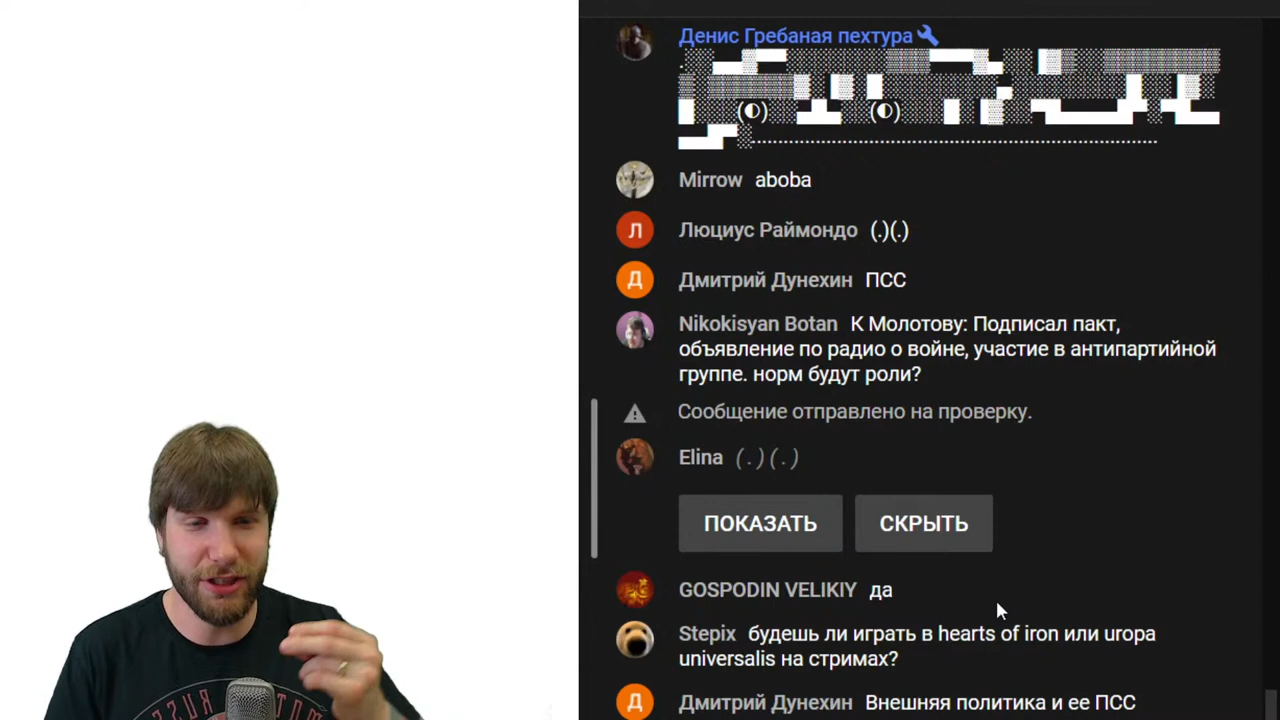 Денис Гребаная пехтура
Mirrow aboba
Л Люциус Раймондо (.)(.)
Д Дмитрий Дунехин ПСС
Nikokisyan Botan К Молотову: Подписал пакт,
объявление по радио о войне, участие в антипартийной
группе. норм будут роли?
Сообщение отправлено на проверку.
Elina (.)(.)
ПОКАЗАТЬ СКРЫТЬ
GOSPODIN VELIKIY да
Stepix будешь ли играть в hearts of iron или uropa
universalis на стримах?
Д Дмитрий Дунехин Внешняя политика и ее ПСС